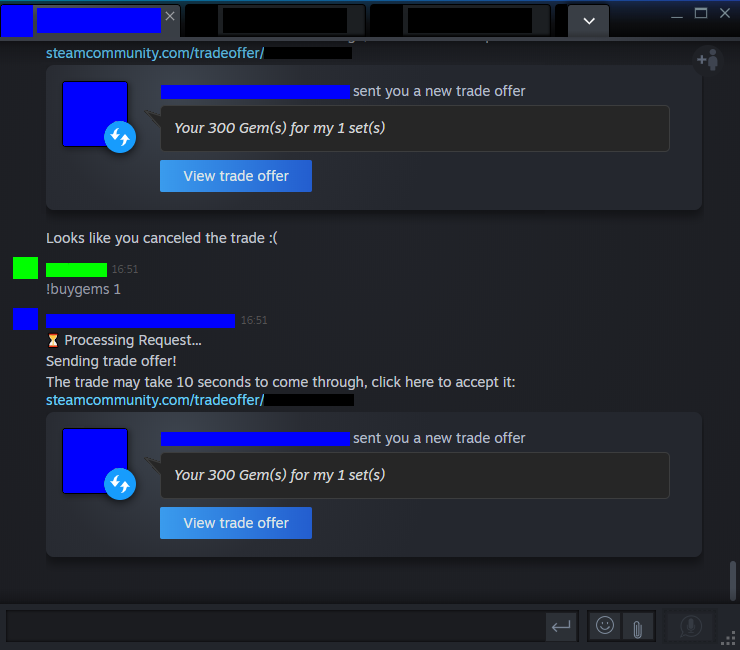 steamcommunity.com/tradeoffer/
sent you a new trade offer
Your 300 Gem(s) for my 1 set(s)
View trade offer
Looks like you canceled the trade :(
16:51
!buygems 1
16:51
⏳ Processing Request...
Sending trade offer!
The trade may take 10 seconds to come through, click here to accept it:
steamcommunity.com/tradeoffer/
sent you a new trade offer
Your 300 Gem(s) for my 1 set(s)
View trade offer